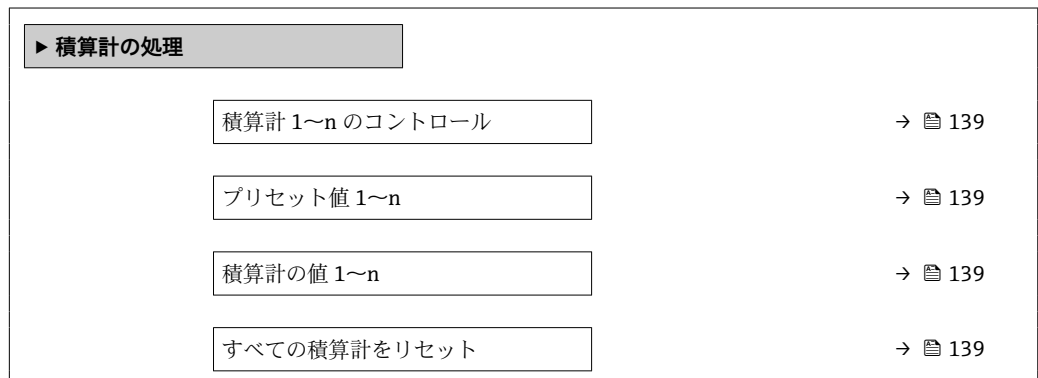 ▶ 積算計の処理
積算計 1～n のコントロール → 139
プリセット値 1～n → 139
積算計の値 1～n → 139
すべての積算計をリセット → 139